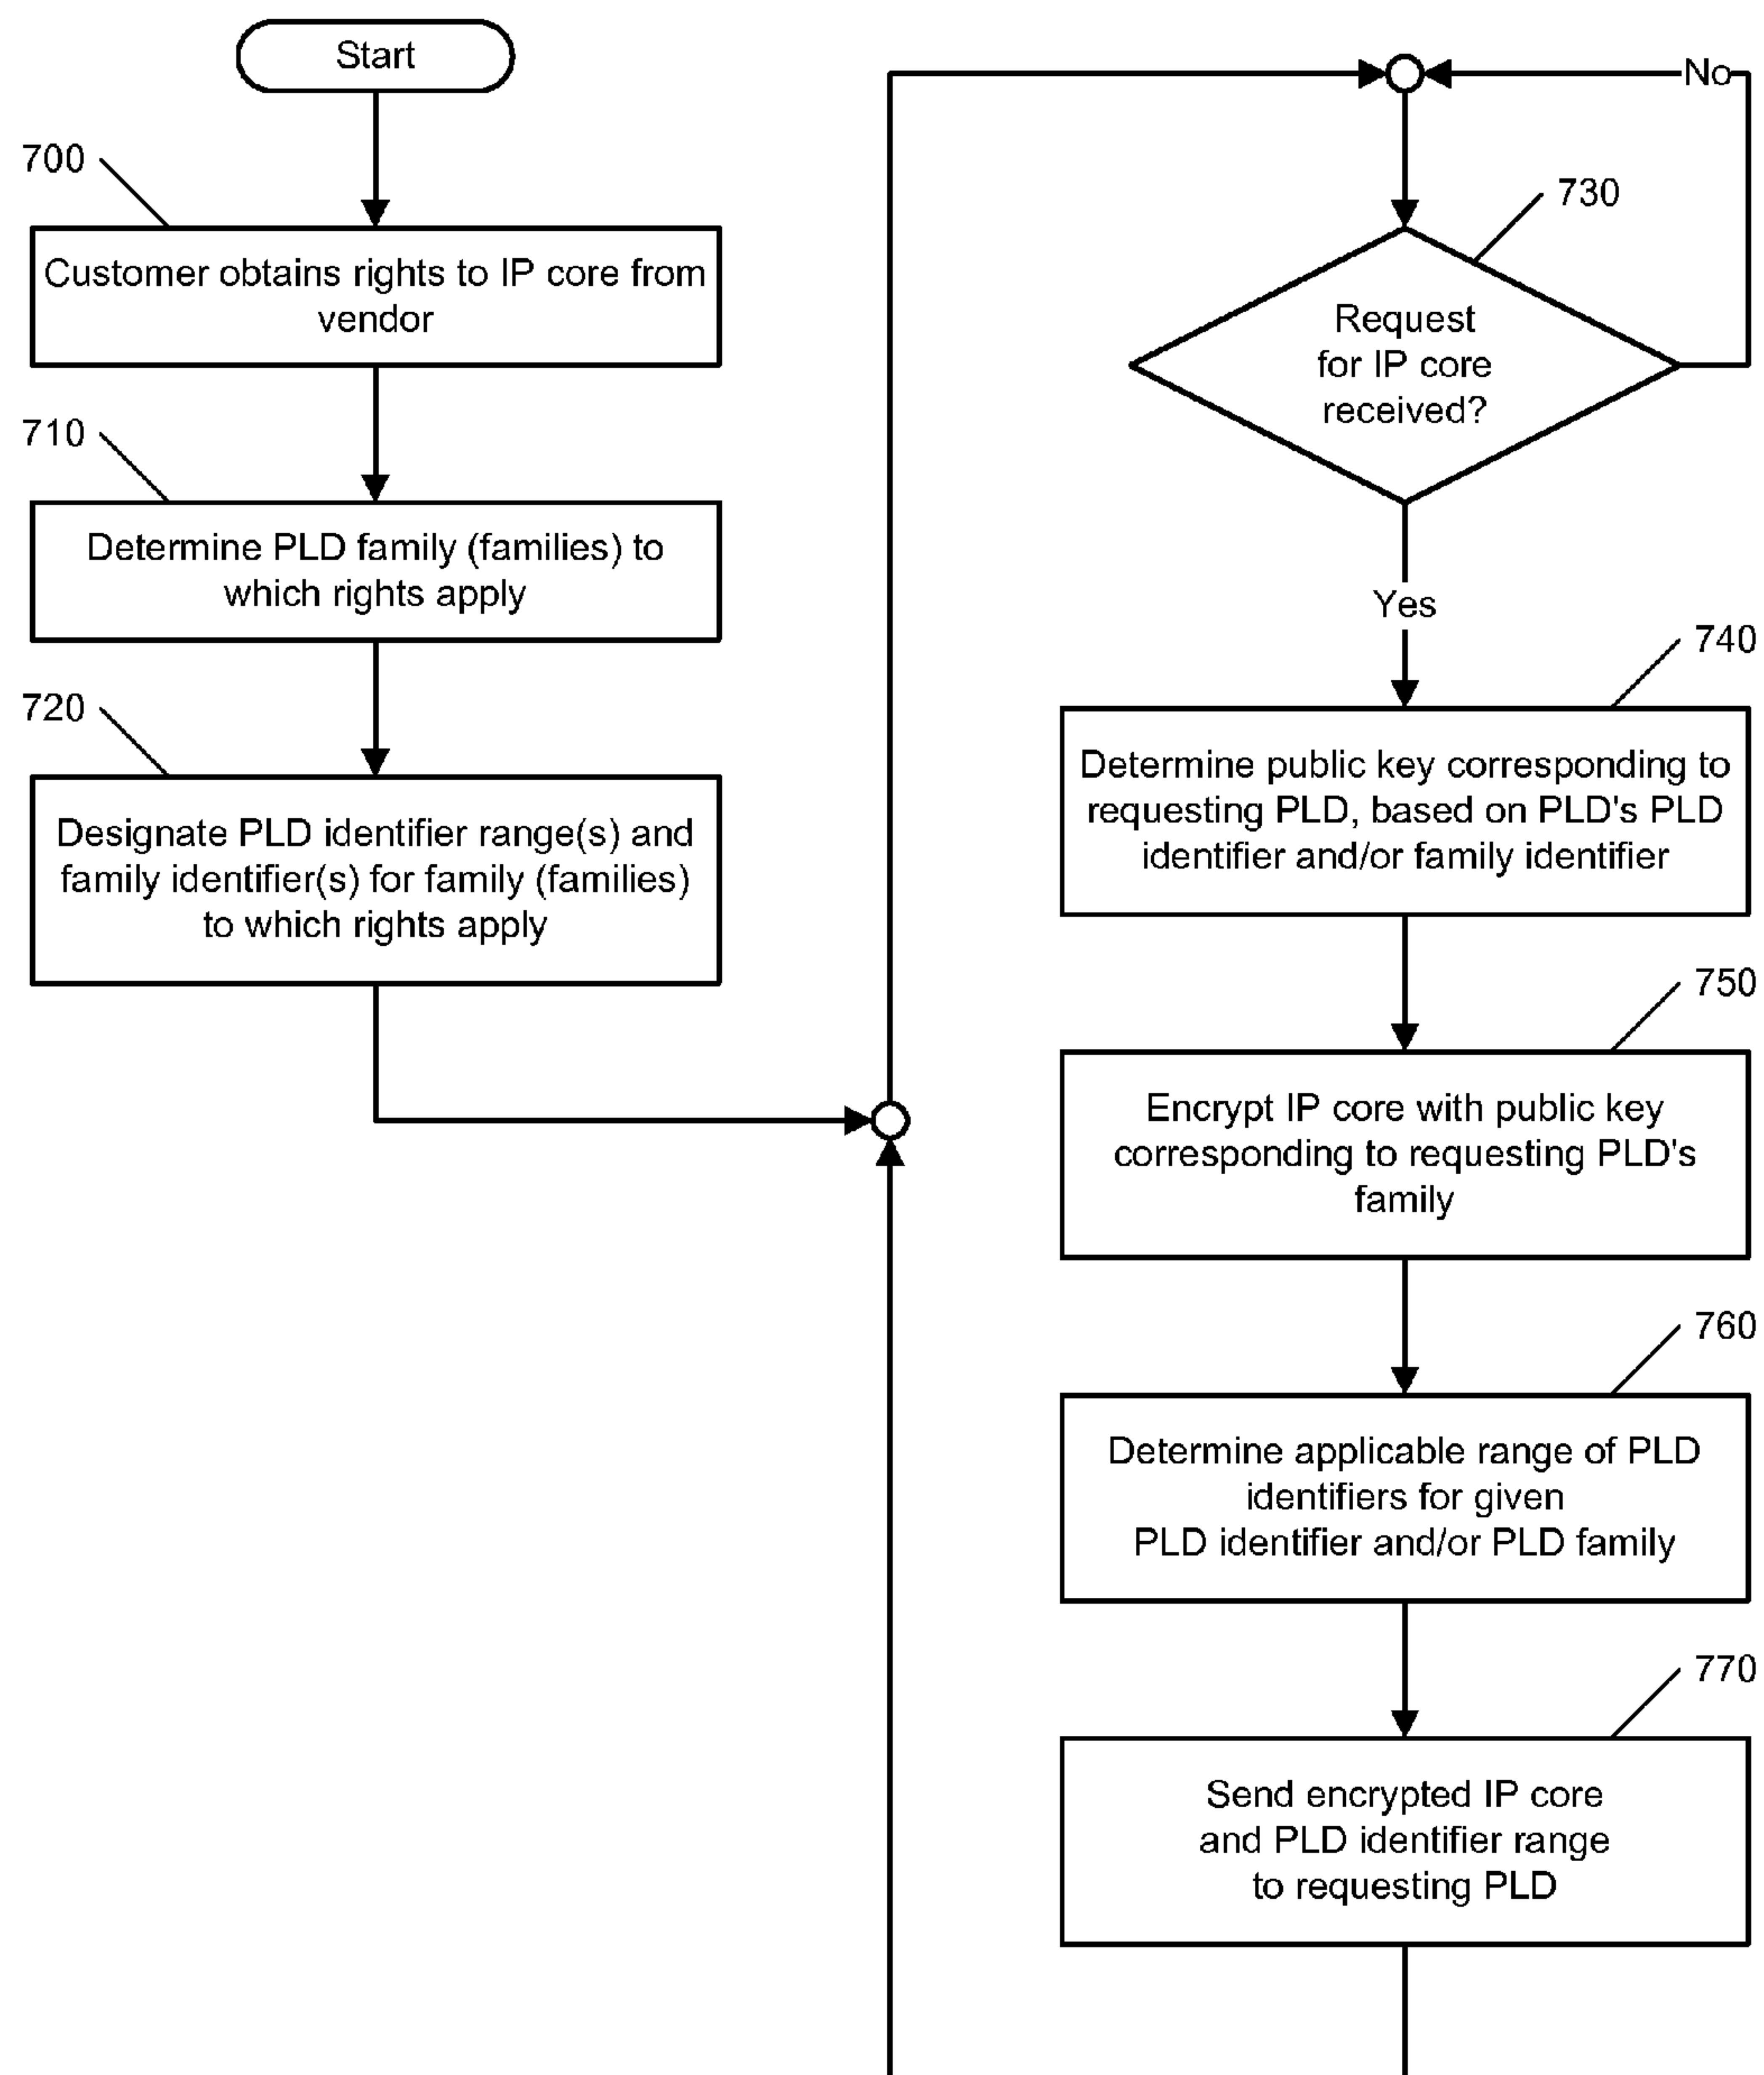 Start
700
Customer obtains rights to IP core from
vendor
710
Determine PLD family (families) to
which rights apply
720
Designate PLD identifier range(s) and
family identifier(s) for family (families)
to which rights apply
No
730
Request
for IP core
received?
Yes
740
Determine public key corresponding to
requesting PLD, based on PLD's PLD
identifier and/or family identifier
750
Encrypt IP core with public key
corresponding to requesting PLD's
family
760
Determine applicable range of PLD
identifiers for given
PLD identifier and/or PLD family
770
Send encrypted IP core
and PLD identifier range
to requesting PLD